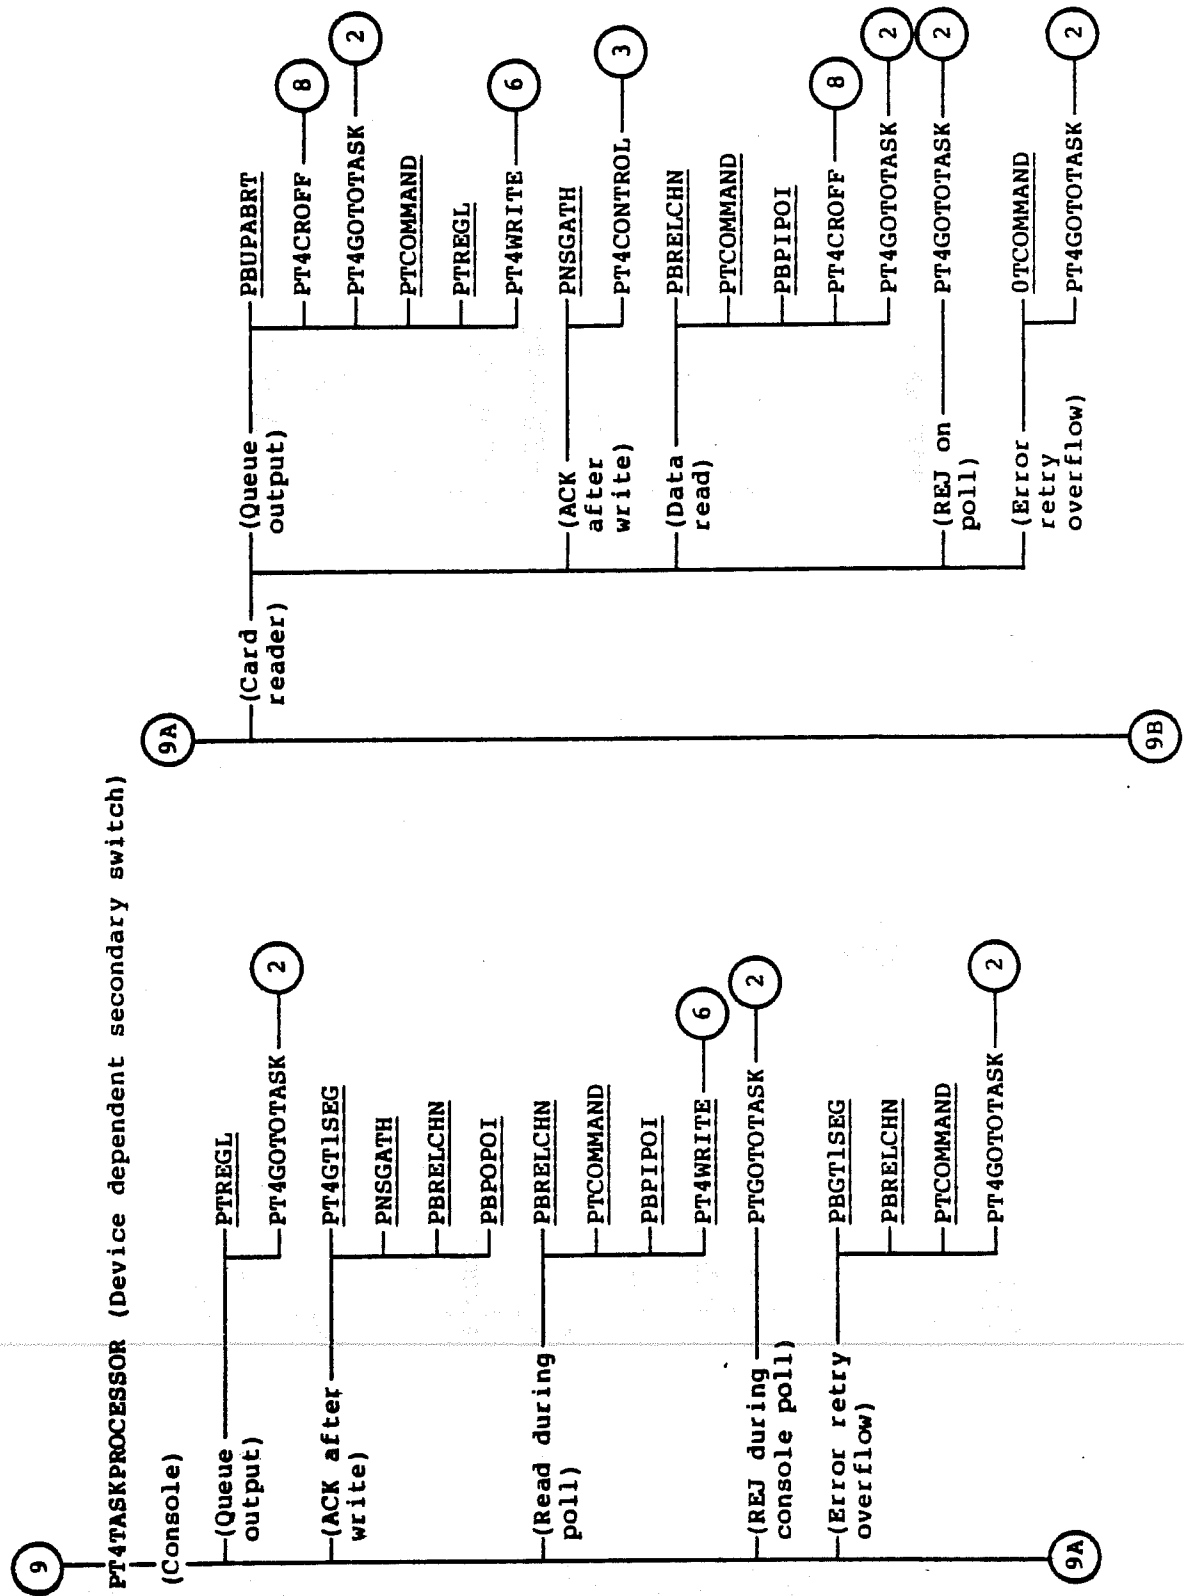 9
PT4TASKPROCESSOR (Device dependent secondary switch)
(Console)
(Queue
output)
PTREGL
PT4GOTOTASK
2
(ACK after
write)
PT4GT1SEG
PNSGATH
PBRELCHN
PBPOPOI
(Read during
poll)
PBRELCHN
PTCOMMAND
PBPIPOI
PT4WRITE
6
(REJ during
console poll)
PTGOTOTASK
2
(Error retry
overflow)
PBGT1SEG
PBRELCHN
PTCOMMAND
PT4GOTOTASK
2
9A
9A
(Card
reader)
(Queue
output)
PBUPABRT
PT4CROFF
8
PT4GOTOTASK
2
PTCOMMAND
PTREGL
PT4WRITE
6
(ACK
after
write)
PNSGATH
PT4CONTROL
3
(Data
read)
PBRELCHN
PTCOMMAND
PBPIPOI
PT4CROFF
8
PT4GOTOTASK
2
(REJ on
poll)
PT4GOTOTASK
2
(Error
retry
overflow)
OTCOMMAND
PT4GOTOTASK
2
9B